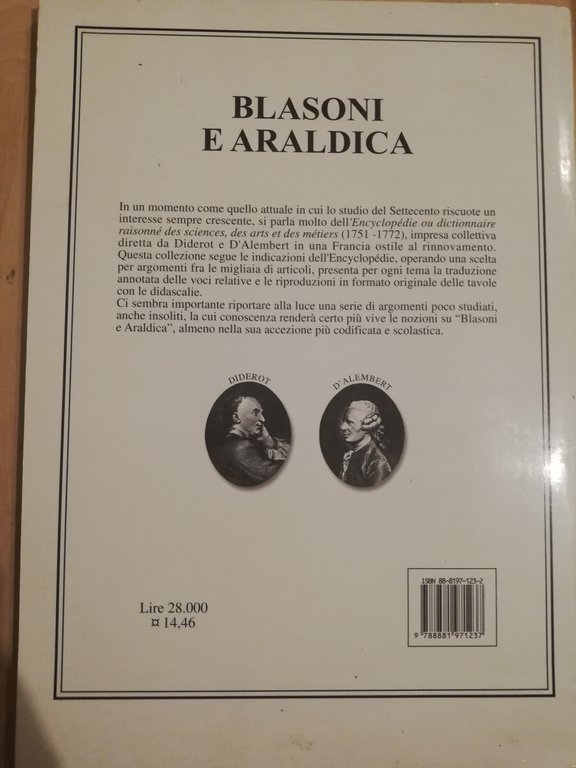 BLASONI
E ARALDICA
In un momento come quello attuale in cui lo studio del Settecento riscuote un
interesse sempre crescente, si parla molto dell'Encyclopédie ou dictionnaire
raisonné des sciences, des arts et des métiers (1751 -1772), impresa collettiva
diretta da Diderot e D'Alembert in una Francia ostile al rinnovamento.
Questa collezione segue le indicazioni dell'Encyclopédie, operando una scelta
per argomenti fra le migliaia di articoli, presenta per ogni tema la traduzione
annotata delle voci relative e le riproduzioni in formato originale delle tavole
con le didascalie.
Ci sembra importante riportare alla luce una serie di argomenti poco studiati,
anche insoliti, la cui conoscenza renderà certo più vive le nozioni su “Blasoni
e Araldica”, almeno nella sua accezione più codificata e scolastica.
DIDEROT
D'ALEMBERT
ISBN 88-8197-123-2
9 788881 971237
Lire 28.000
¤ 14,46